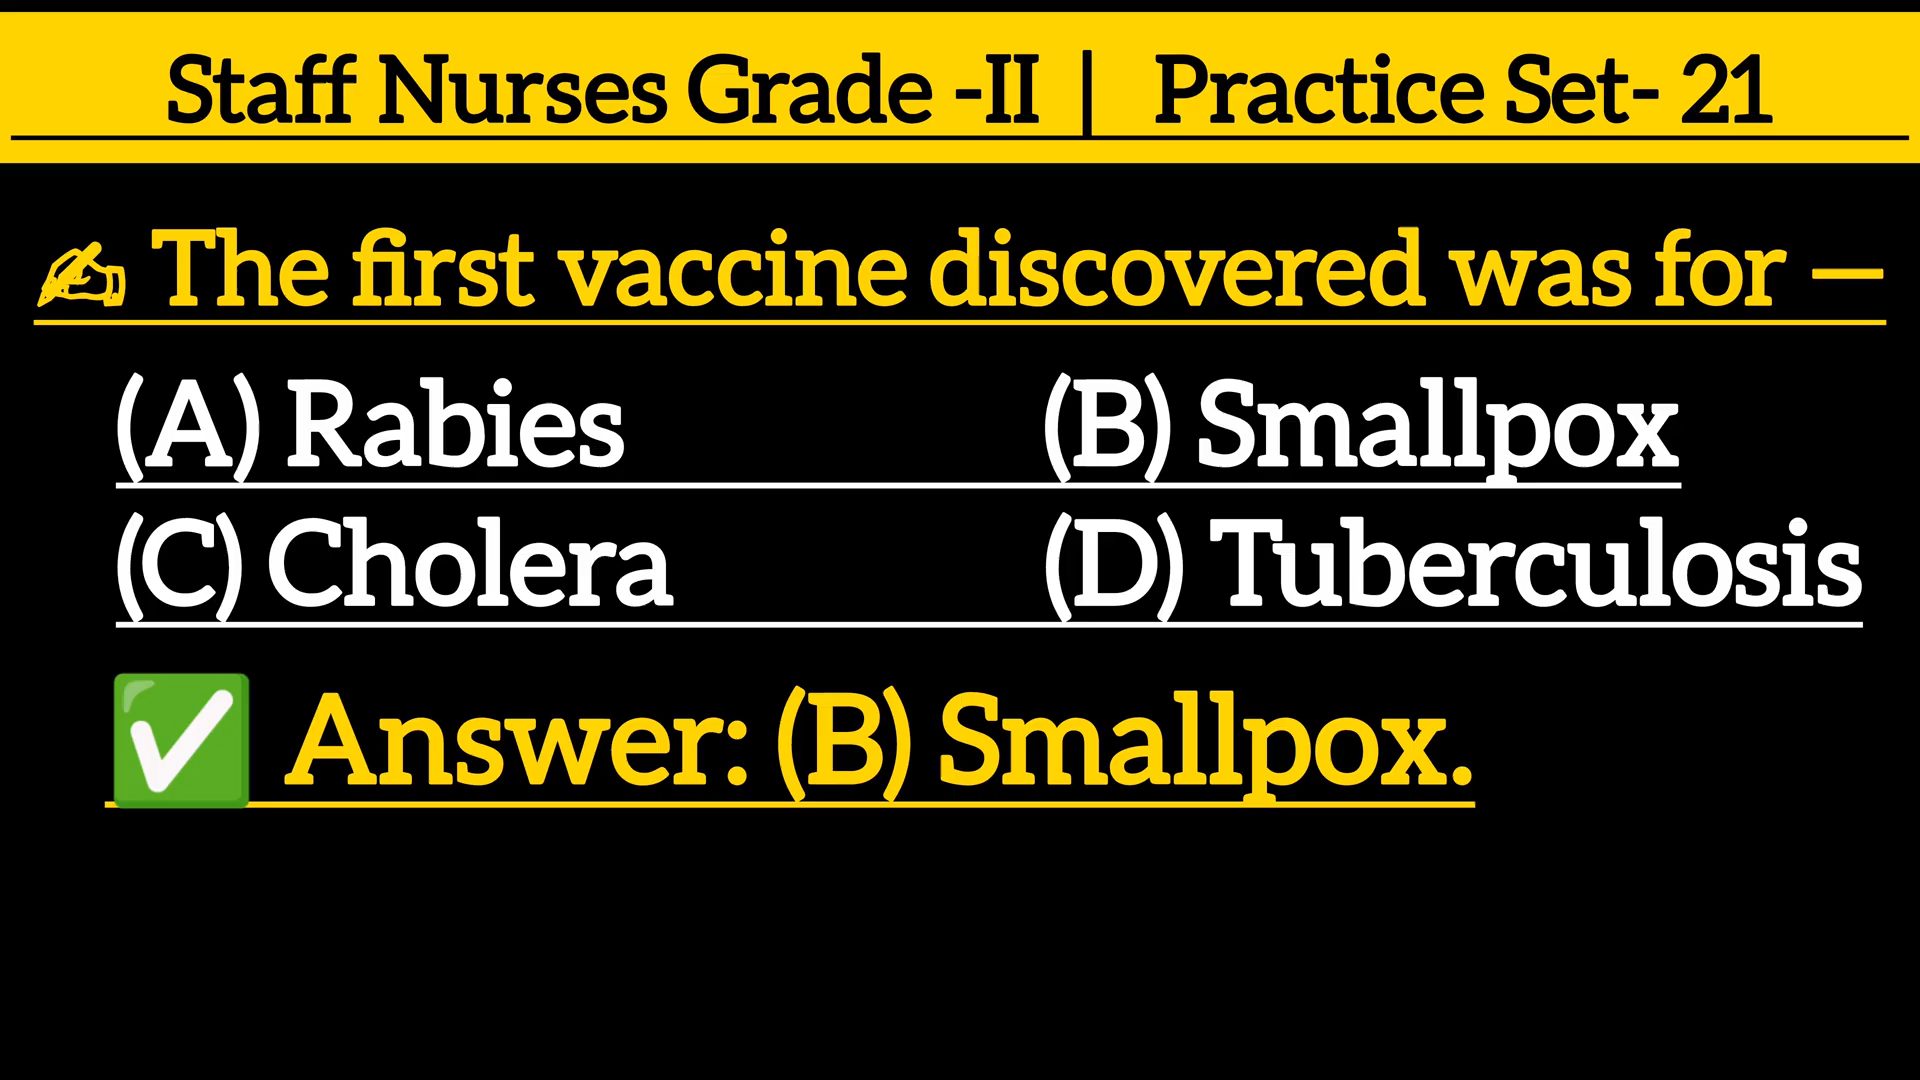 Staff Nurses Grade -II | Practice Set- 21
✍ The first vaccine discovered was for —
(A) Rabies (B) Smallpox
(C) Cholera (D) Tuberculosis
✅ Answer: (B) Smallpox.